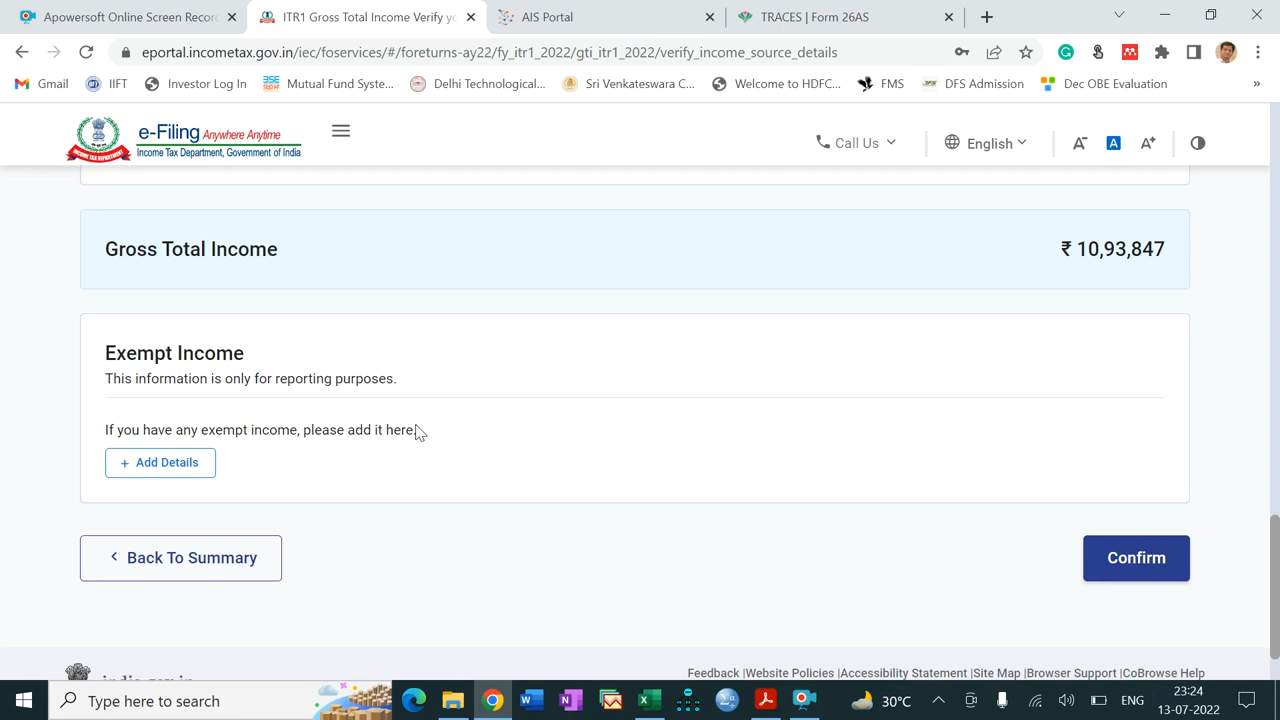 Apowersoft Online Screen Recor
ITR1 Gross Total Income Verify yo
AIS Portal
TRACES | Form 26AS
eportal.incometax.gov.in/iec/foservices/#/foreturns-ay22/fy_itr1_2022/gti_itr1_2022/verify_income_source_details
Gmail
IIFT
Investor Log In
Mutual Fund Syste...
Delhi Technological...
Sri Venkateswara C...
Welcome to HDFC...
FMS
DFS Admission
Dec OBE Evaluation
»
e-Filing Anywhere Anytime
Income Tax Department, Government of India
Call Us
English
A-
A
A+
Gross Total Income
₹ 10,93,847
Exempt Income
This information is only for reporting purposes.
If you have any exempt income, please add it here.
+ Add Details
< Back To Summary
Confirm
Feedback |Website Policies |Accessibility Statement |Site Map |Browser Support |CoBrowse Help
Type here to search
30°C
ENG
23:24
13-07-2022